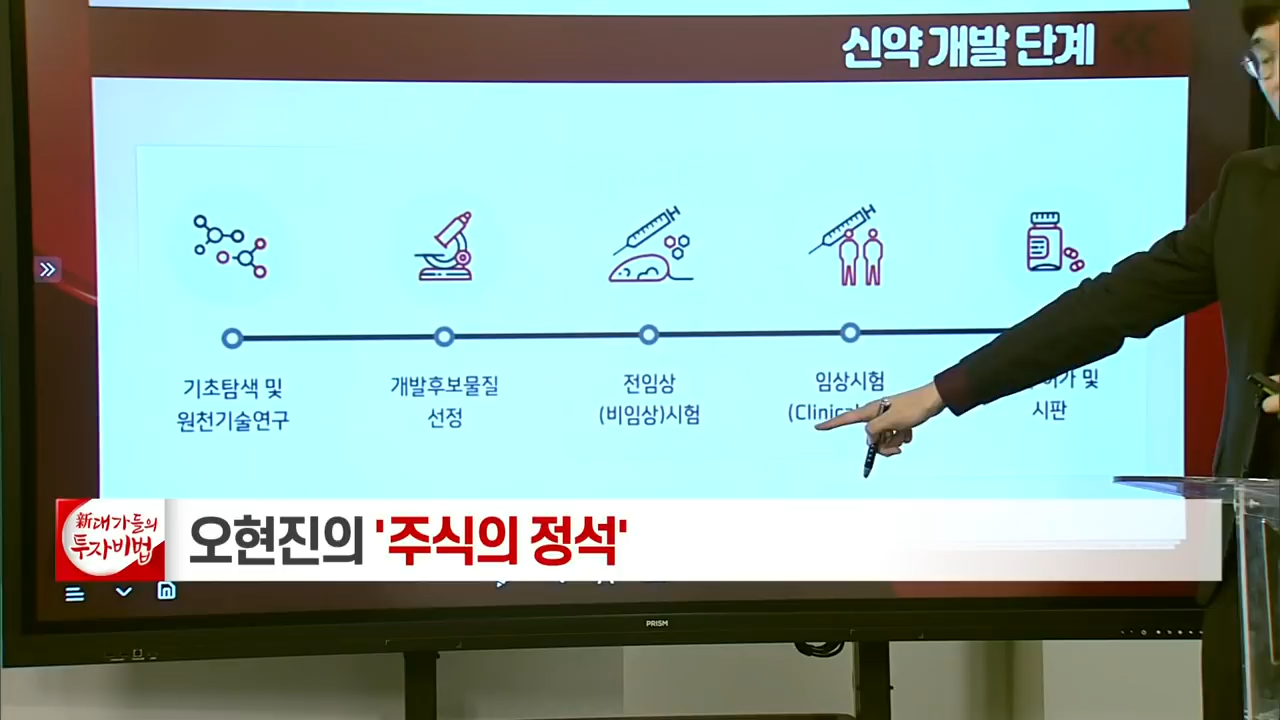 신약 개발 단계
기초탐색 및
원천기술연구
개발후보물질
선정
전임상
(비임상)시험
임상시험
(Clinical
및
시판
新대가들의
투자비법
오현진의 '주식의 정석'
PRISM